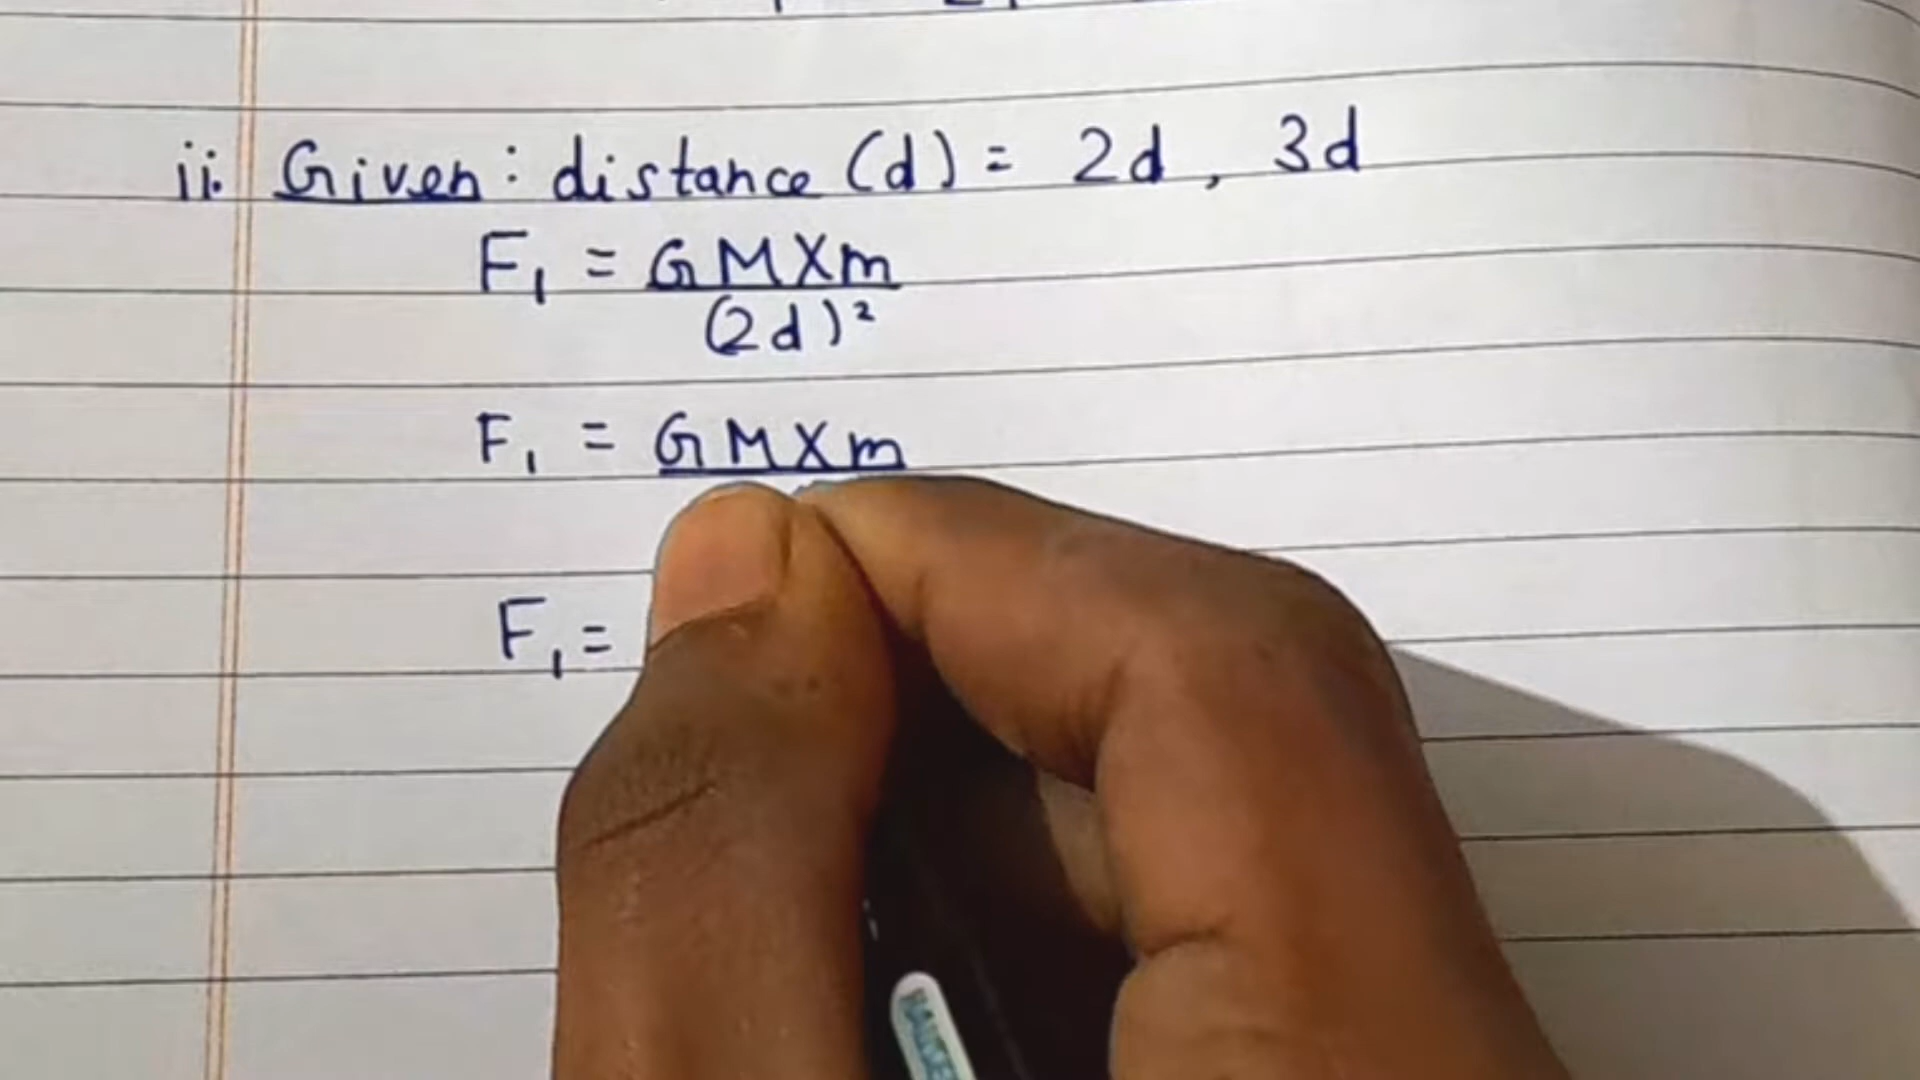 ii. Given: distance (d) = 2d, 3d
F₁ = GMXm
(2d)²
F₁ = GMXm
F₁ =